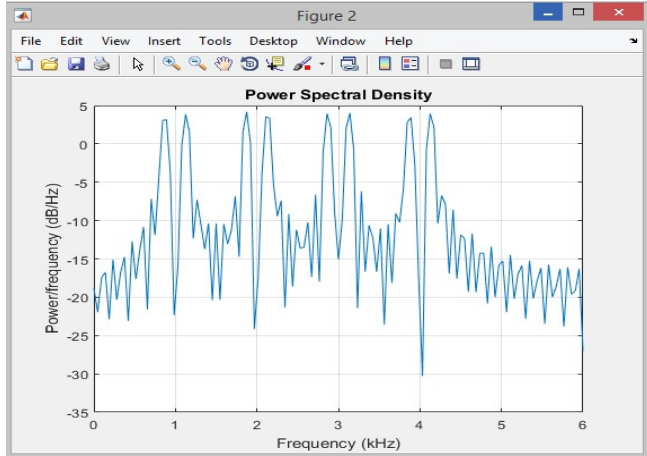 Figure 2
File Edit View Insert Tools Desktop Window Help
Power Spectral Density
Power/frequency (dB/Hz)
5
0
-5
-10
-15
-20
-25
-30
-35
0 1 2 3 4 5 6
Frequency (kHz)